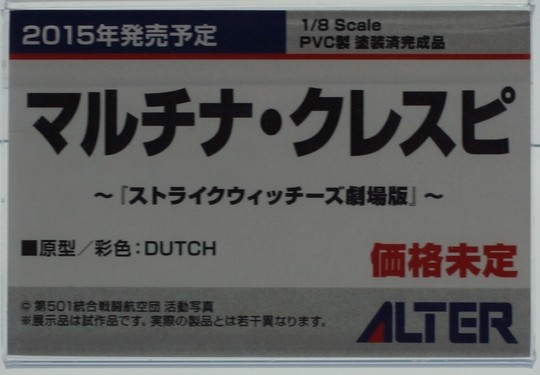 2015年発売予定
1/8 Scale
PVC製 塗装済完成品
マルチナ・クレスピ
～『ストライクウィッチーズ劇場版』～
■原型／彩色：DUTCH
価格未定
© 第501統合戦闘航空団 活動写真
※展示品は試作品です。実際の製品とは若干異なります。
ALTER